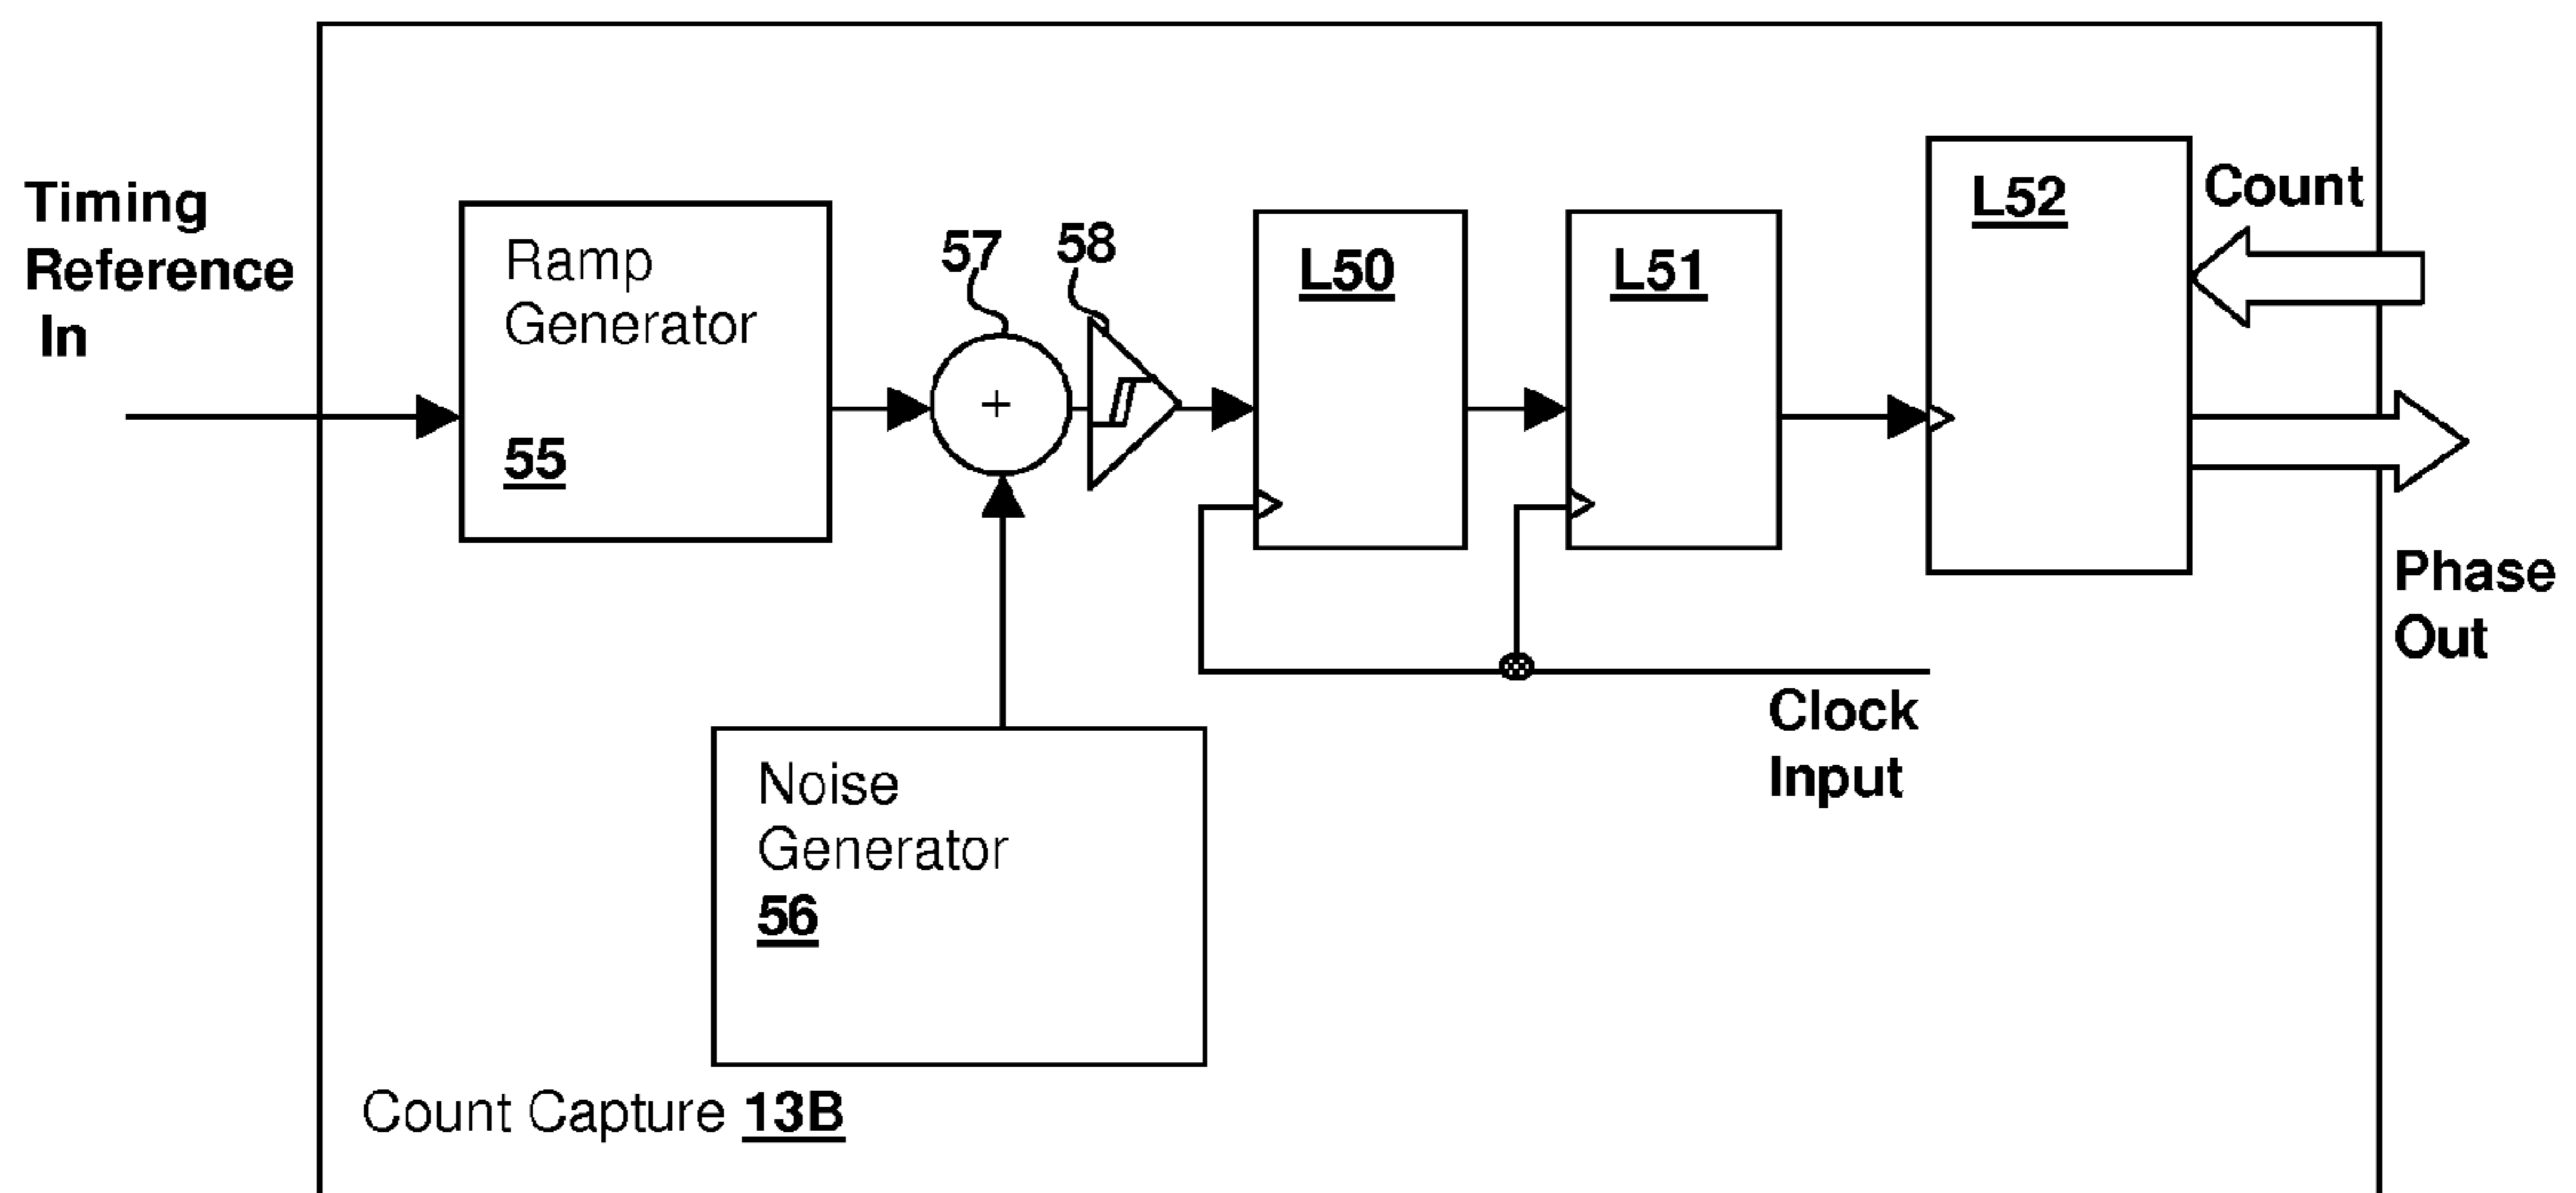 Timing
Reference
In
Ramp
Generator
55
57
58
+
L50
L51
L52
Count
Phase
Out
Clock
Input
Noise
Generator
56
Count Capture 13B